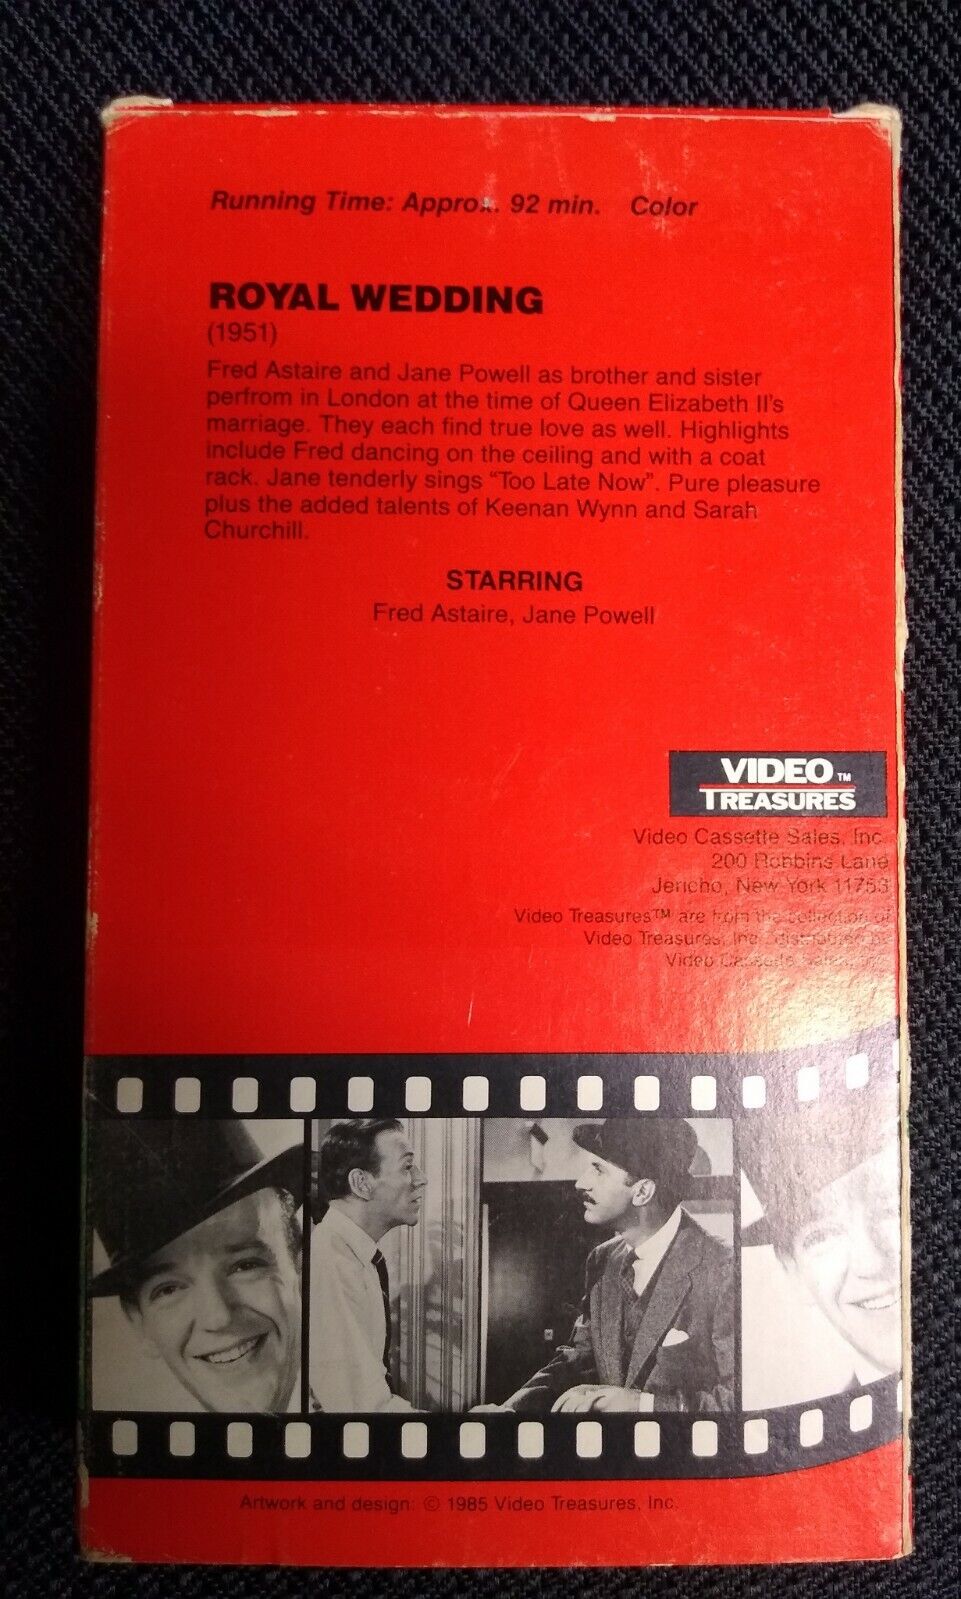 Running Time: Approx. 92 min. Color
ROYAL WEDDING
(1951)
Fred Astaire and Jane Powell as brother and sister
perfrom in London at the time of Queen Elizabeth II's
marriage. They each find true love as well. Highlights
include Fred dancing on the ceiling and with a coat
rack. Jane tenderly sings "Too Late Now". Pure pleasure
plus the added talents of Keenan Wynn and Sarah
Churchill.
STARRING
Fred Astaire, Jane Powell
VIDEO TM
TREASURES
Video Cassette Sales, Inc.
200 Robbins Lane
Jericho, New York 11753
Video Treasures™ are from the collection of
Video Treasures, Inc. distributed by
Video Cassette Sales, Inc.
Artwork and design: © 1985 Video Treasures, Inc.